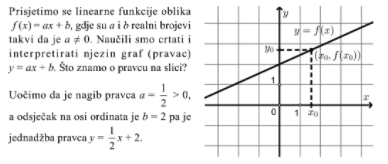 Prisjetimo se linearne funkcije oblika
f(x) = ax + b, gdje su a i b realni brojevi
takvi da je a ≠ 0. Naučili smo crtati i
interpretirati njezin graf (pravac)
y = ax + b. Što znamo o pravcu na slici?
Uočimo da je nagib pravca a = 1/2 > 0,
a odsječak na osi ordinata je b = 2 pa je
jednadžba pravca y = 1/2 x + 2.
y
y = f(x)
y₀
(x₀, f(x₀))
1
x
0 1 x₀